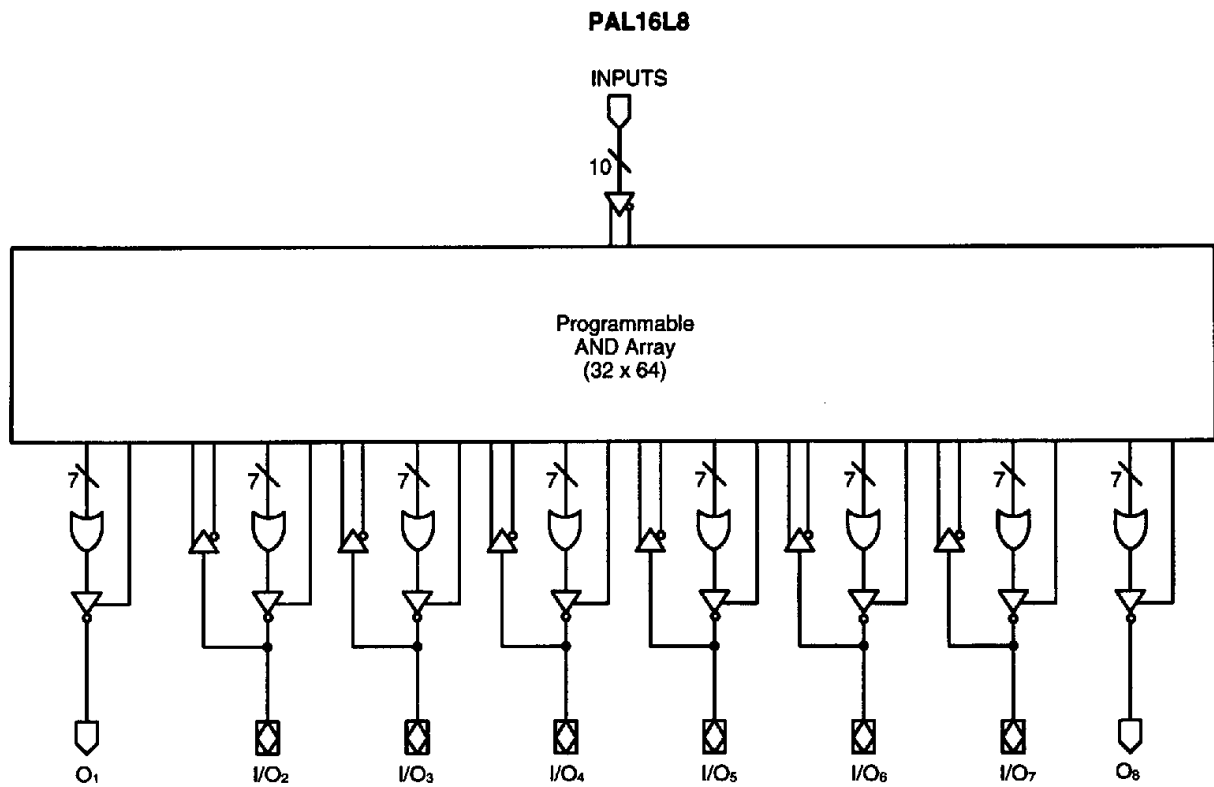 PAL16L8
INPUTS
10
Programmable
AND Array
(32 x 64)
7 7 7 7 7 7 7 7
O₁ I/O₂ I/O₃ I/O₄ I/O₅ I/O₆ I/O₇ O₈